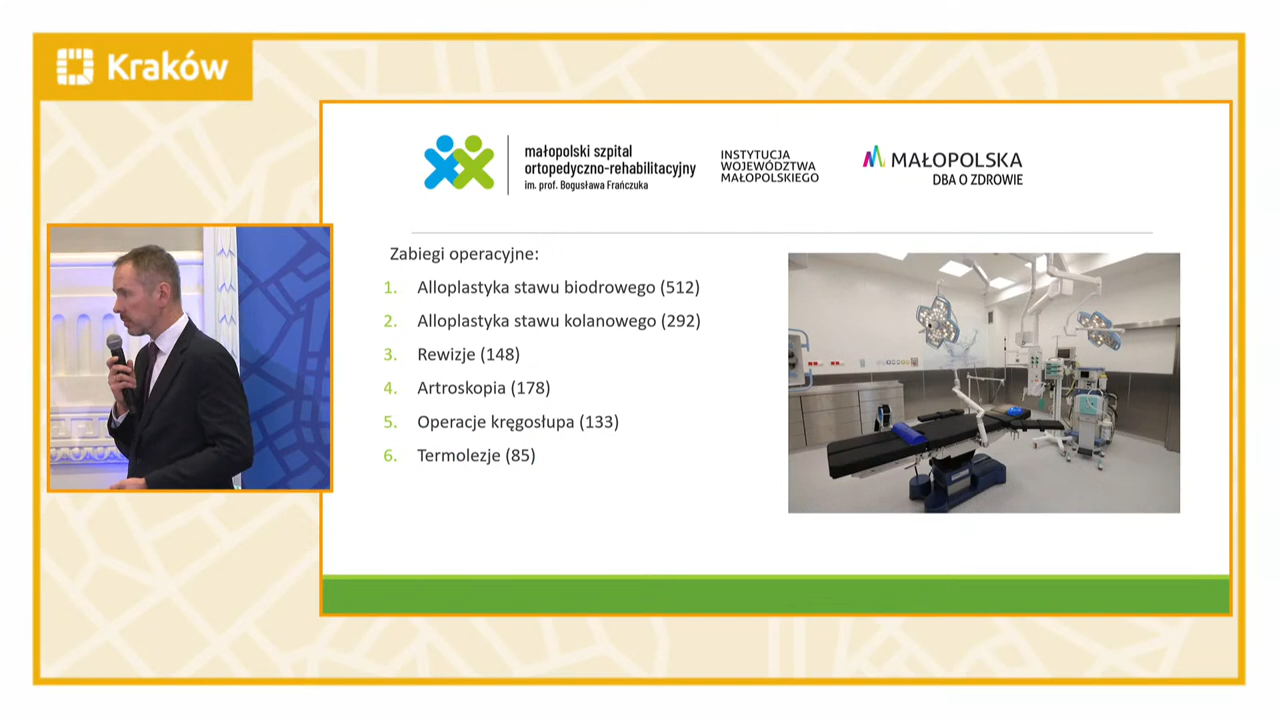 Kraków
małopolski szpital
ortopedyczno-rehabilitacyjny
im. prof. Bogusława Frańczuka
INSTYTUCJA
WOJEWÓDZTWA
MAŁOPOLSKIEGO
MAŁOPOLSKA
DBA O ZDROWIE
Zabiegi operacyjne:
1. Alloplastyka stawu biodrowego (512)
2. Alloplastyka stawu kolanowego (292)
3. Rewizje (148)
4. Artroskopia (178)
5. Operacje kręgosłupa (133)
6. Termolezje (85)